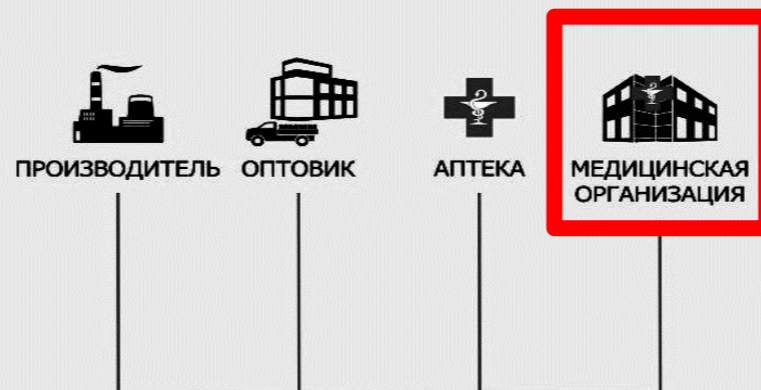 ПРОИЗВОДИТЕЛЬ
ОПТОВИК
АПТЕКА
МЕДИЦИНСКАЯ
ОРГАНИЗАЦИЯ